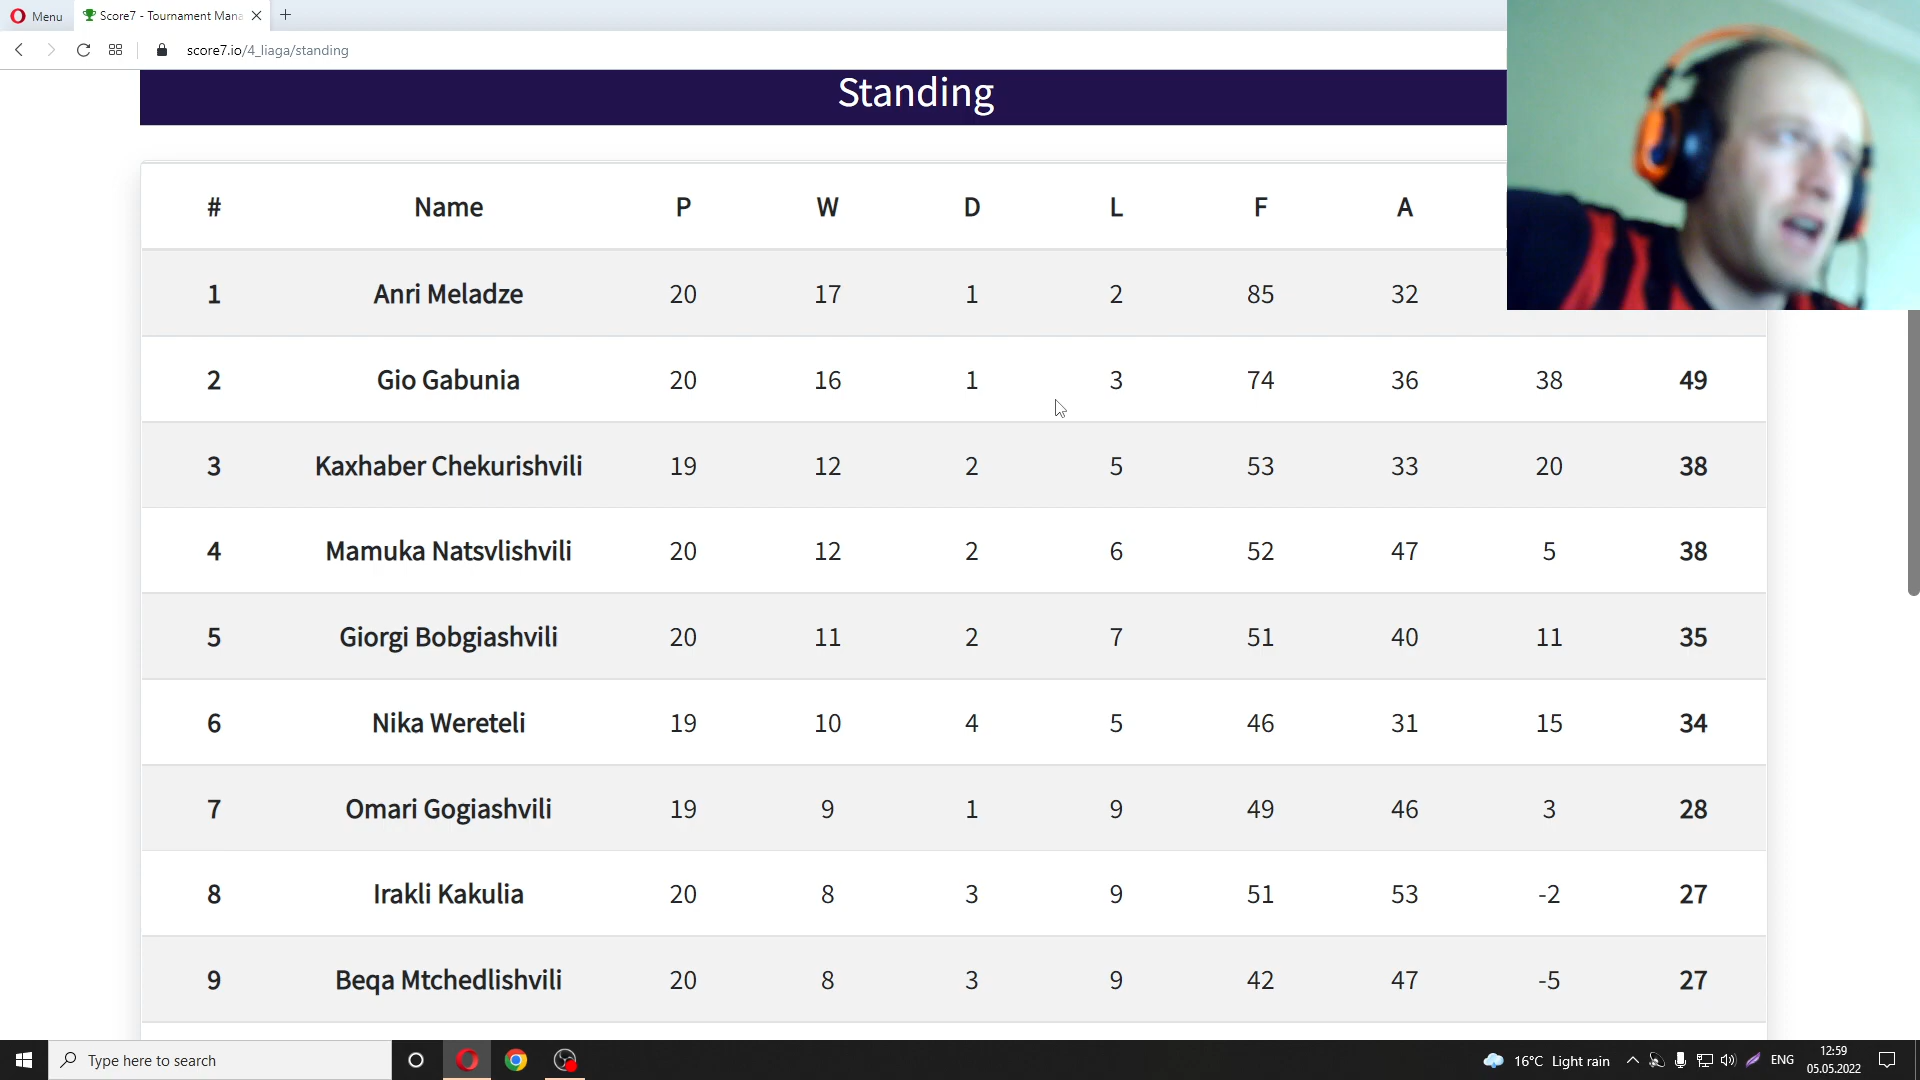 Menu
Score7 - Tournament Mana
score7.io/4_liaga/standing
Standing
# Name P W D L F A
1 Anri Meladze 20 17 1 2 85 32
2 Gio Gabunia 20 16 1 3 74 36 38 49
3 Kaxhaber Chekurishvili 19 12 2 5 53 33 20 38
4 Mamuka Natsvlishvili 20 12 2 6 52 47 5 38
5 Giorgi Bobgiashvili 20 11 2 7 51 40 11 35
6 Nika Wereteli 19 10 4 5 46 31 15 34
7 Omari Gogiashvili 19 9 1 9 49 46 3 28
8 Irakli Kakulia 20 8 3 9 51 53 -2 27
9 Beqa Mtchedlishvili 20 8 3 9 42 47 -5 27
Type here to search
16°C Light rain
ENG
12:59
05.05.2022